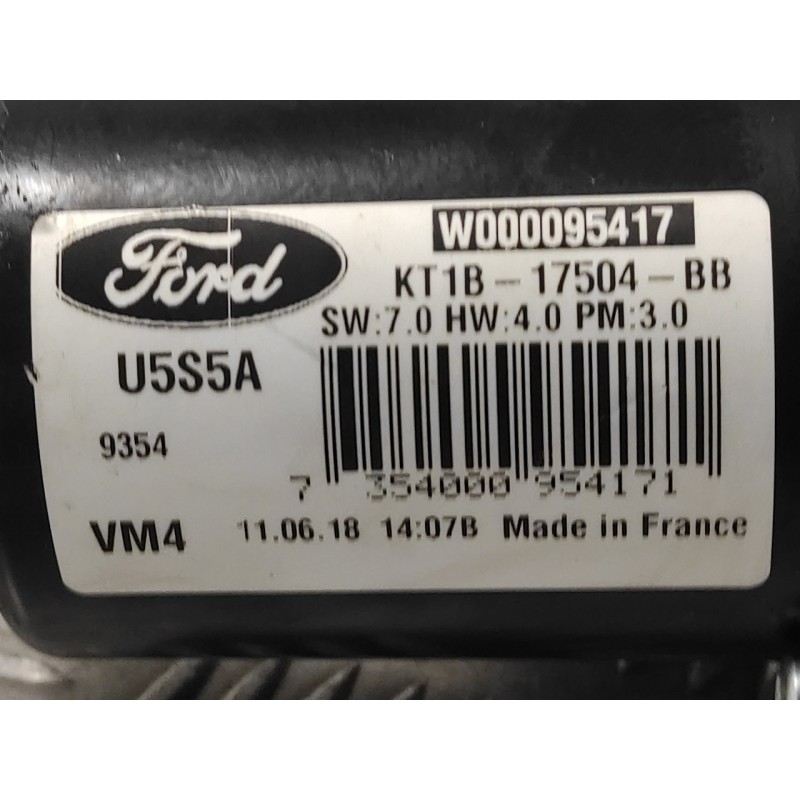 Ford
W000095417
KT1B-17504-BB
SW:7.0 HW:4.0 PM:3.0
U5S5A
9354
7 354000 954171
VM4 11.06.18 14:07B Made in France